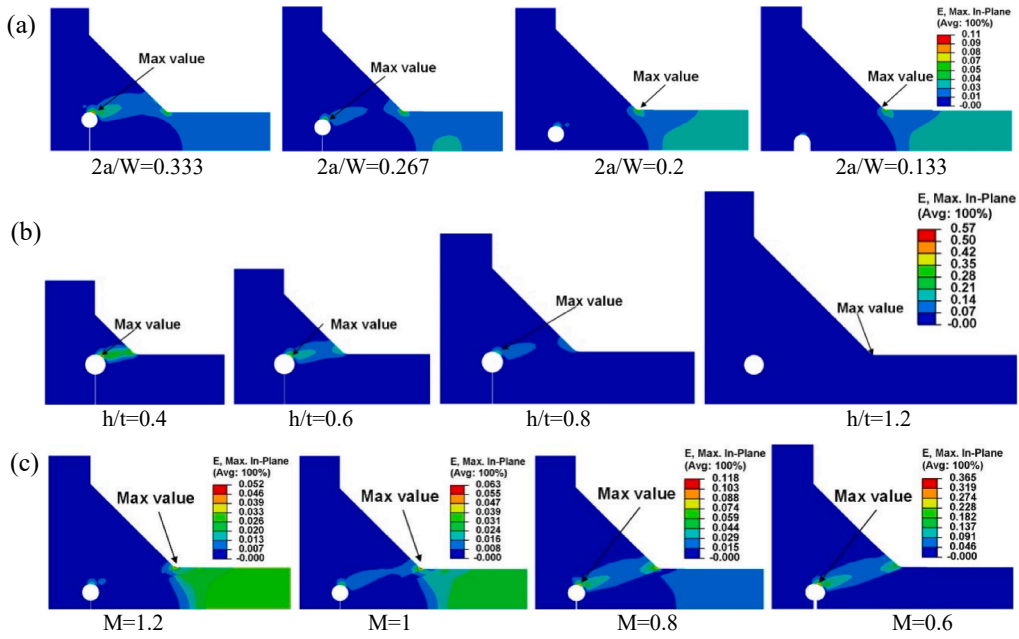 (a)
Max value
Max value
Max value
Max value
E, Max. In-Plane
(Avg: 100%)
0.11
0.09
0.08
0.07
0.05
0.04
0.03
0.01
-0.00
2a/W=0.333
2a/W=0.267
2a/W=0.2
2a/W=0.133
(b)
Max value
Max value
Max value
Max value
E, Max. In-Plane
(Avg: 100%)
0.57
0.50
0.42
0.35
0.28
0.21
0.14
0.07
-0.00
h/t=0.4
h/t=0.6
h/t=0.8
h/t=1.2
(c)
Max value
E, Max. In-Plane
(Avg: 100%)
0.052
0.046
0.039
0.033
0.026
0.020
0.013
0.007
-0.000
Max value
E, Max. In-Plane
(Avg: 100%)
0.063
0.055
0.047
0.039
0.031
0.024
0.016
0.008
-0.000
Max value
E, Max. In-Plane
(Avg: 100%)
0.118
0.103
0.088
0.074
0.059
0.044
0.029
0.015
-0.000
Max value
E, Max. In-Plane
(Avg: 100%)
0.365
0.319
0.274
0.228
0.182
0.137
0.091
0.046
-0.000
M=1.2
M=1
M=0.8
M=0.6